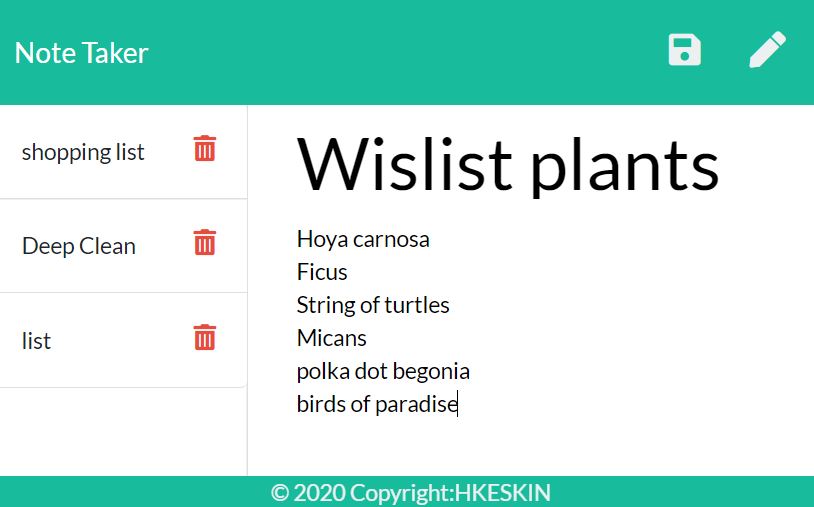 Note Taker
shopping list
Deep Clean
list
Wislist plants
Hoya carnosa
Ficus
String of turtles
Micans
polka dot begonia
birds of paradise
© 2020 Copyright:HKESKIN